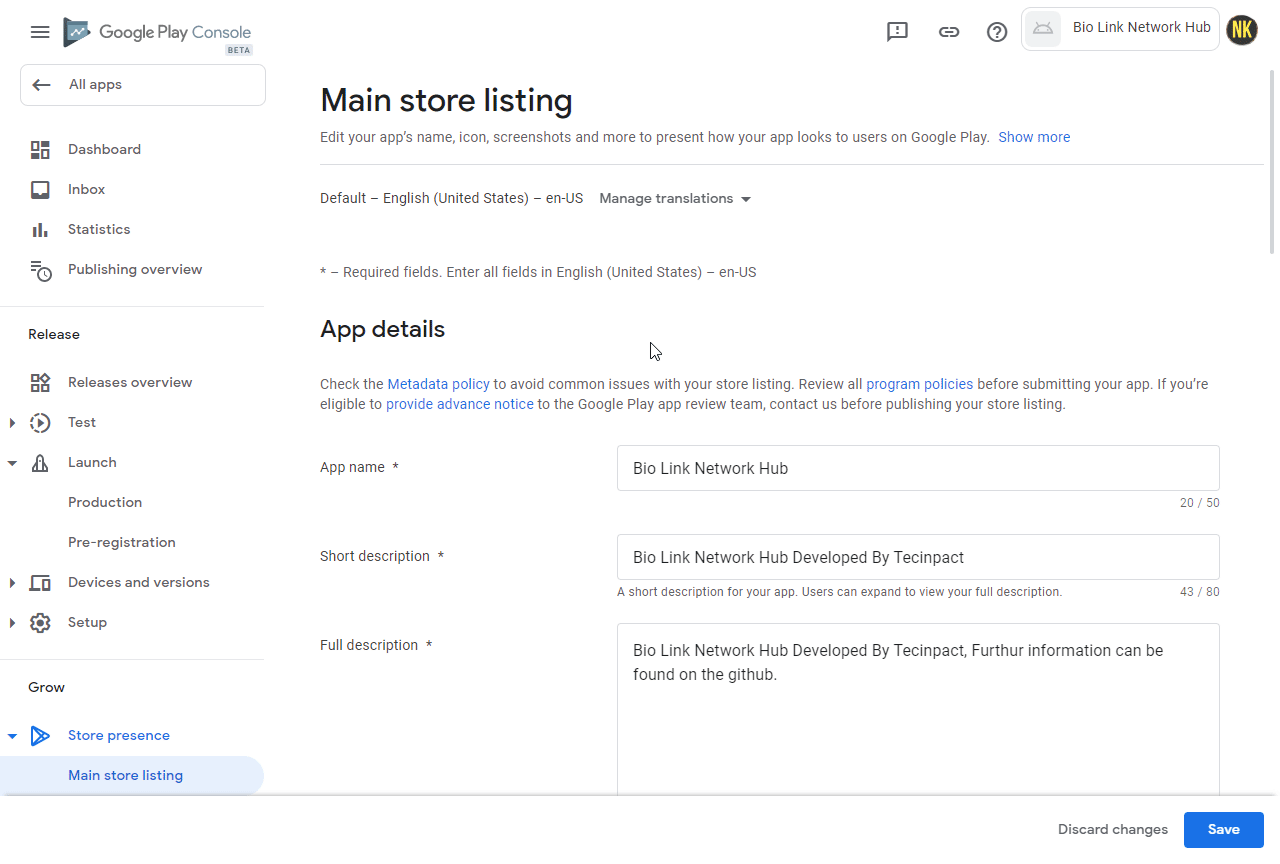 Google Play Console
BETA
Bio Link Network Hub
NK
All apps
Dashboard
Inbox
Statistics
Publishing overview
Release
Releases overview
Test
Launch
Production
Pre-registration
Devices and versions
Setup
Grow
Store presence
Main store listing
Main store listing
Edit your app's name, icon, screenshots and more to present how your app looks to users on Google Play. Show more
Default – English (United States) – en-US Manage translations
* – Required fields. Enter all fields in English (United States) – en-US
App details
Check the Metadata policy to avoid common issues with your store listing. Review all program policies before submitting your app. If you're
eligible to provide advance notice to the Google Play app review team, contact us before publishing your store listing.
App name *
Bio Link Network Hub
20 / 50
Short description *
Bio Link Network Hub Developed By Tecinpact
A short description for your app. Users can expand to view your full description. 43 / 80
Full description *
Bio Link Network Hub Developed By Tecinpact, Furthur information can be
found on the github.
Discard changes
Save